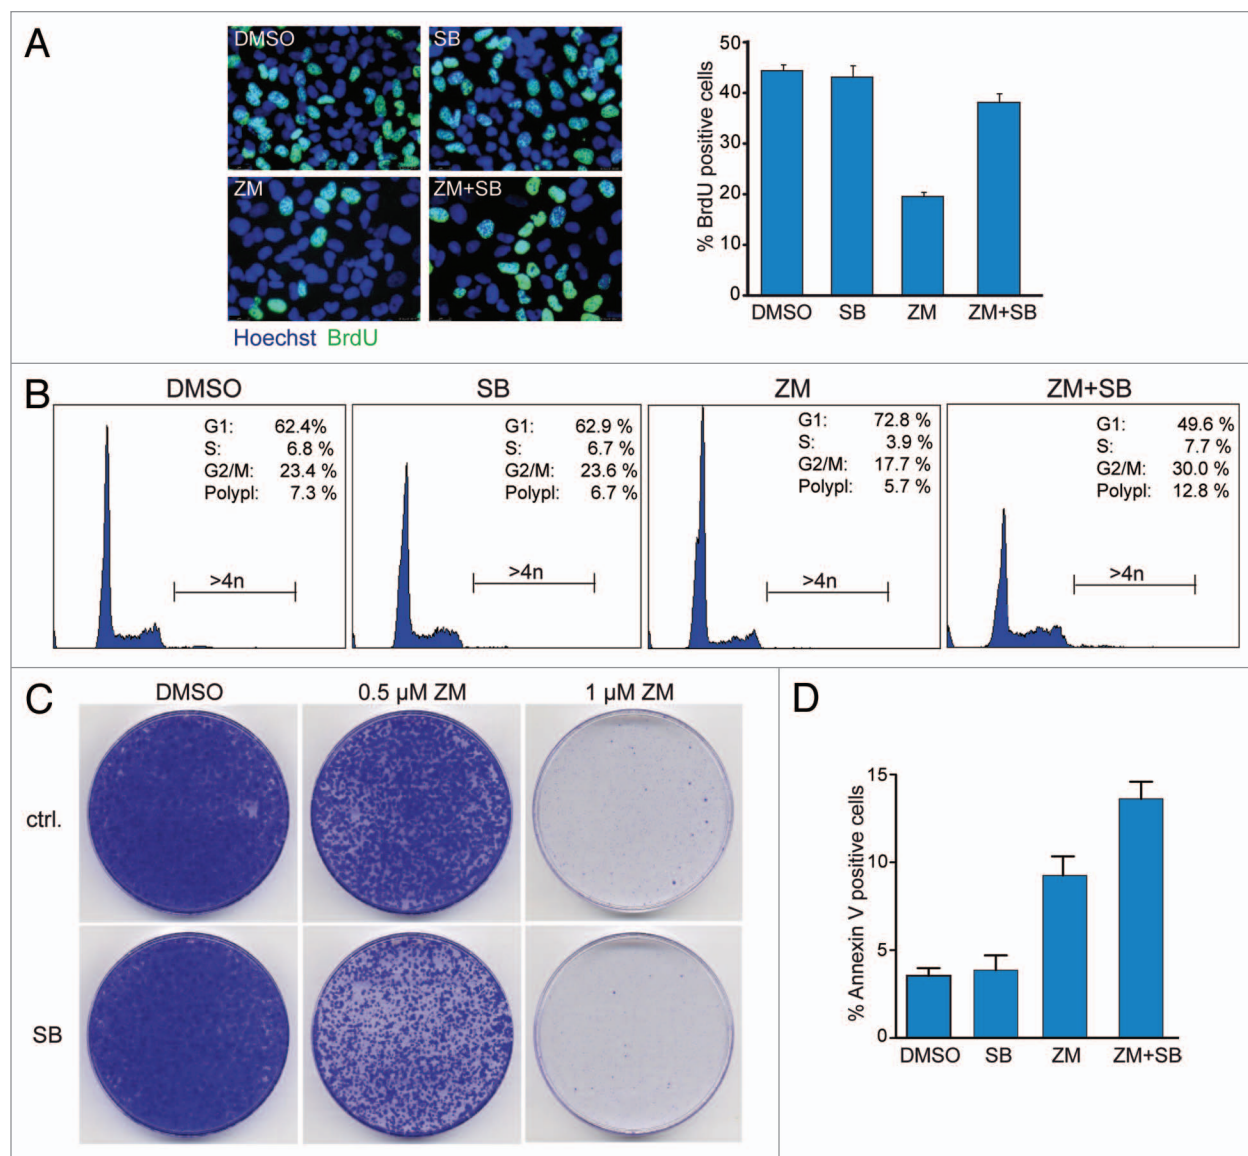 A
DMSO
SB
ZM
ZM+SB
Hoechst BrdU
% BrdU positive cells
50
40
30
20
10
0
DMSO SB ZM ZM+SB
B
DMSO
G1: 62.4%
S: 6.8 %
G2/M: 23.4 %
Polypl: 7.3 %
>4n
SB
G1: 62.9 %
S: 6.7 %
G2/M: 23.6 %
Polypl: 6.7 %
>4n
ZM
G1: 72.8 %
S: 3.9 %
G2/M: 17.7 %
Polypl: 5.7 %
>4n
ZM+SB
G1: 49.6 %
S: 7.7 %
G2/M: 30.0 %
Polypl: 12.8 %
>4n
C
DMSO 0.5 µM ZM 1 µM ZM
ctrl.
SB
D
% Annexin V positive cells
15
10
5
0
DMSO SB ZM ZM+SB